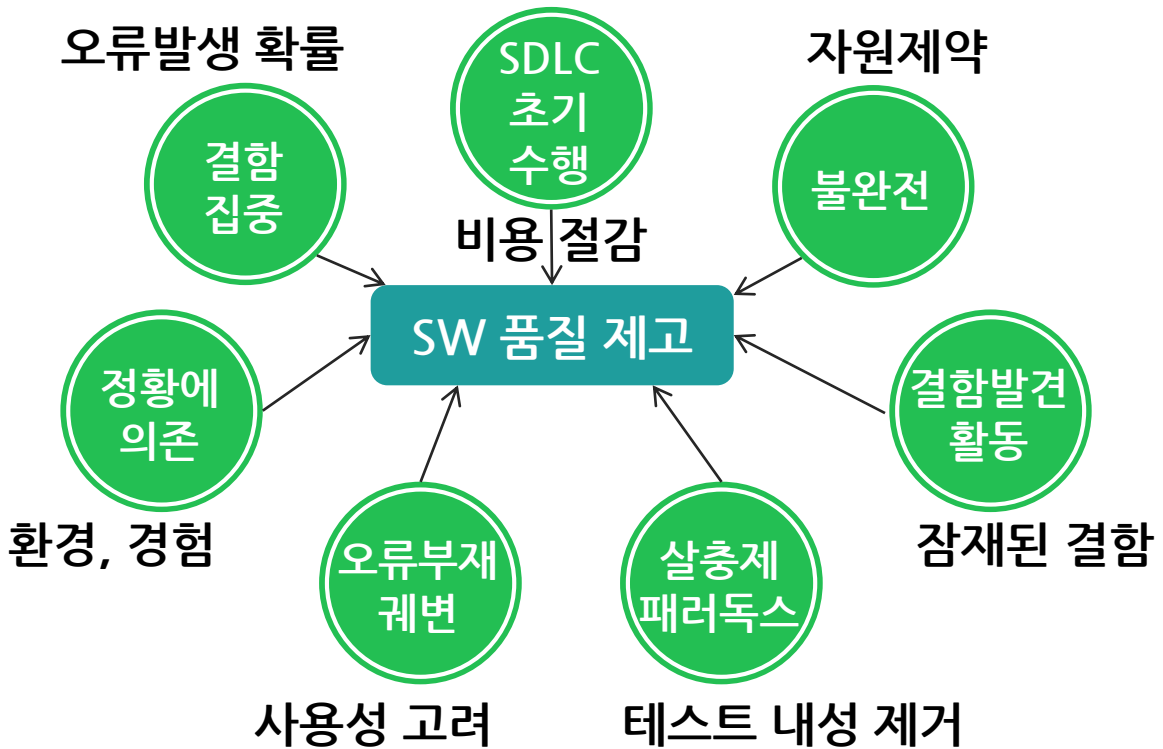 오류발생 확률
SDLC
초기
수행
자원제약
결함
집중
불완전
비용 절감
SW 품질 제고
정황에
의존
결함발견
활동
환경, 경험
잠재된 결함
오류부재
궤변
살충제
패러독스
사용성 고려
테스트 내성 제거